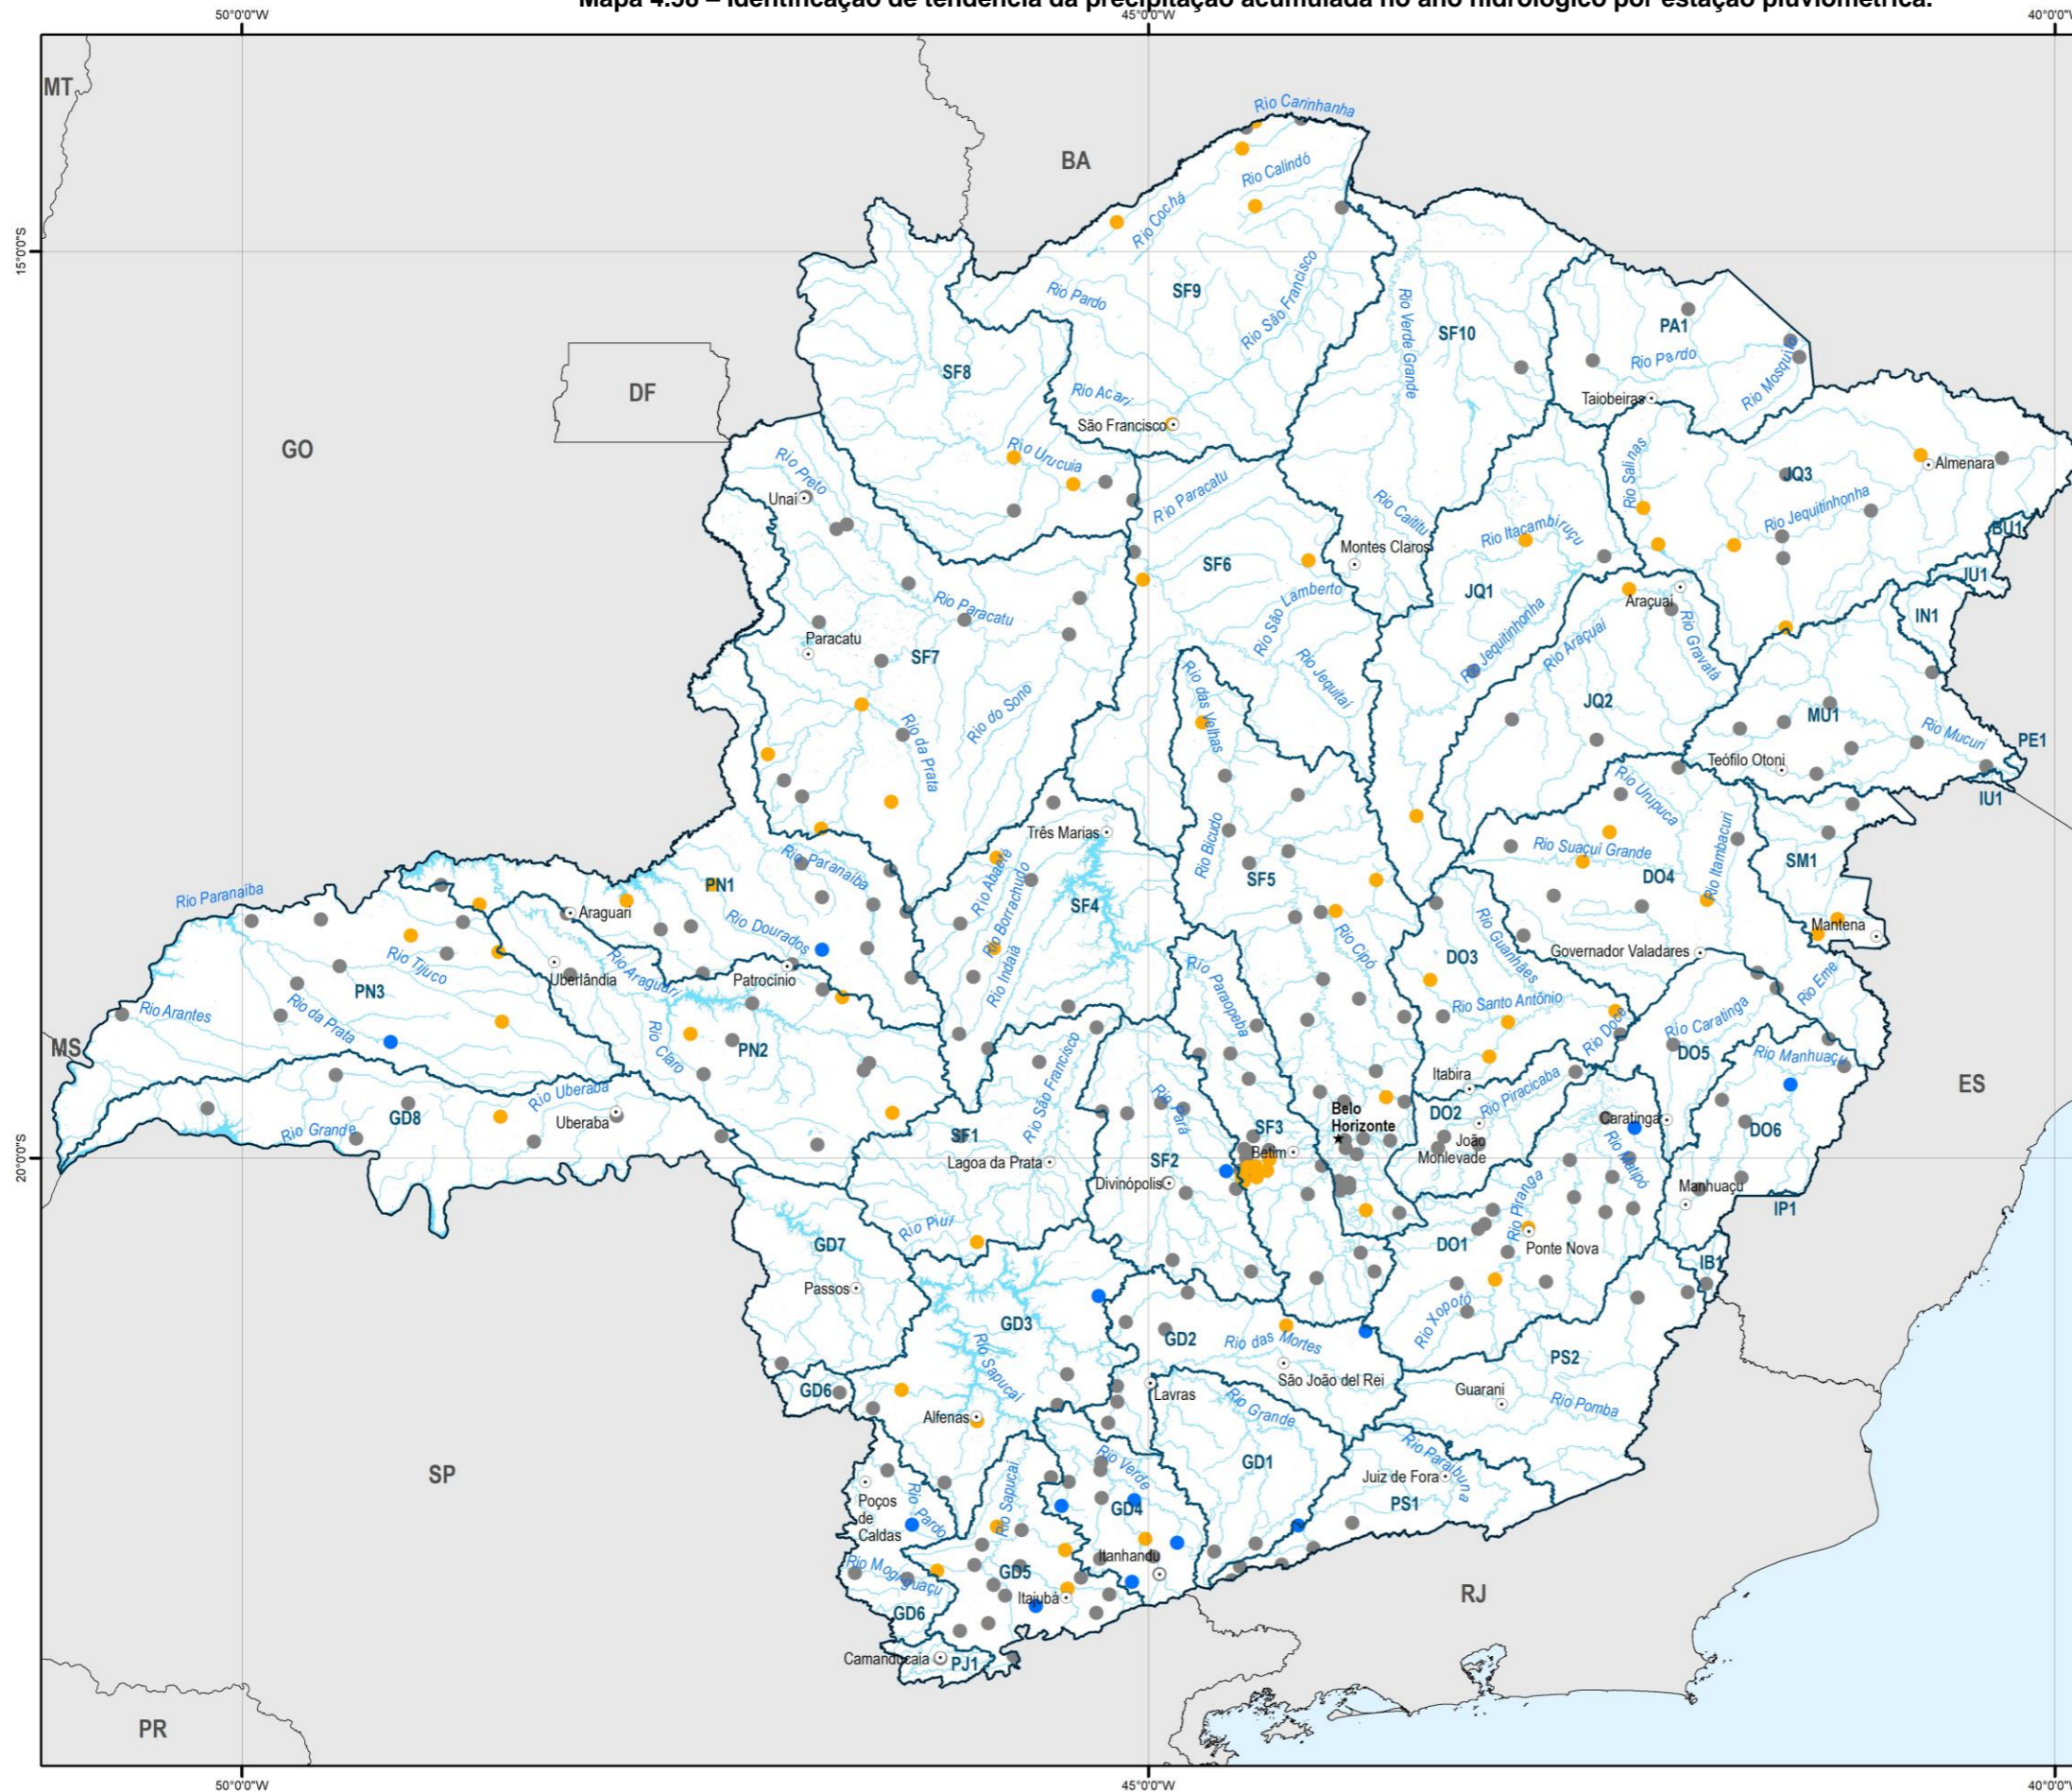 Mapa 4.38 – Identificação de tendência da precipitação acumulada no ano hidrológico por estação pluviométrica.
50°0'0"W
45°0'0"W
40°0'0"W
MT
Rio Carinhanha
BA
Rio Calindó
Rio Cochá
15°0'0"S
Rio Pardo
SF9
Rio São Francisco
Rio Verde Grande
SF10
PA1
Rio Pardo
Rio Mosquito
SF8
DF
Rio Acari
Taiobeiras
São Francisco
GO
Rio Urucuia
Rio Preto
Unaí
Rio Paracatu
Rio Caititu
Rio Salinas
Almenara
JQ3
Rio Jequitinhonha
Rio Itacambiruçu
BU1
Montes Claros
SF6
JU1
JQ1
Rio São Lamberto
Araçuaí
Rio Paracatu
IN1
Paracatu
SF7
Rio Jequitinhonha
Rio Araçuaí
Rio Gravatá
Rio Jequitaí
Rio das Velhas
JQ2
Rio do Sono
Rio da Prata
MU1
Rio Mucuri
PE1
Teófilo Otoni
IU1
Rio Urupuca
Três Marias
Rio Bicudo
Rio Suaçuí Grande
Rio Itambacuri
SM1
Rio Paranaíba
Rio Abaeté
Rio Borrachudo
SF5
DO4
PN1
Rio Paranaíba
SF4
Araguari
Rio Dourados
Rio Cipó
Rio Guanhães
Mantena
Rio Tijuco
Rio Indaiá
DO3
Governador Valadares
Uberlândia
Rio Araguari
Patrocínio
Rio Paraopeba
Rio Eme
PN3
Rio da Prata
Rio Arantes
Rio Santo Antônio
Rio Doce
Rio Caratinga
MS
Rio Claro
PN2
Rio São Francisco
DO5
Rio Manhuaçu
Itabira
ES
Rio Uberaba
Rio Pará
DO2
Rio Piracicaba
Caratinga
GD8
Uberaba
Belo
Horizonte
Rio Grande
SF1
SF3
DO6
20°0'0"S
Lagoa da Prata
SF2
Betim
João
Monlevade
Rio Matipó
Divinópolis
Manhuaçu
IP1
Rio Piranga
Rio Piuí
GD7
DO1
Ponte Nova
IB1
Passos
GD3
Rio Xopotó
GD2
Rio das Mortes
PS2
Rio Sapucaí
São João del Rei
GD6
Lavras
Guarani
Rio Pomba
Alfenas
Rio Grande
SP
Rio Verde
GD1
Rio Paraibuna
Juiz de Fora
Poços
de
Caldas
Rio Pardo
Rio Sapucaí
GD4
PS1
Itanhandu
Rio Mogi-guaçu
GD5
Itajubá
RJ
GD6
Camanducaia
PJ1
PR
50°0'0"W
45°0'0"W
40°0'0"W